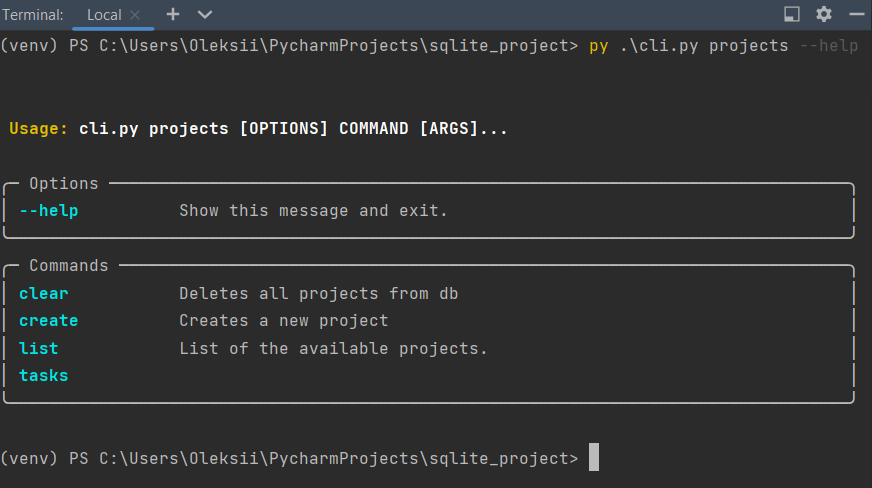 Terminal: Local
(venv) PS C:\Users\Oleksii\PycharmProjects\sqlite_project> py .\cli.py projects --help
Usage: cli.py projects [OPTIONS] COMMAND [ARGS]...
Options
--help Show this message and exit.
Commands
clear Deletes all projects from db
create Creates a new project
list List of the available projects.
tasks
(venv) PS C:\Users\Oleksii\PycharmProjects\sqlite_project>